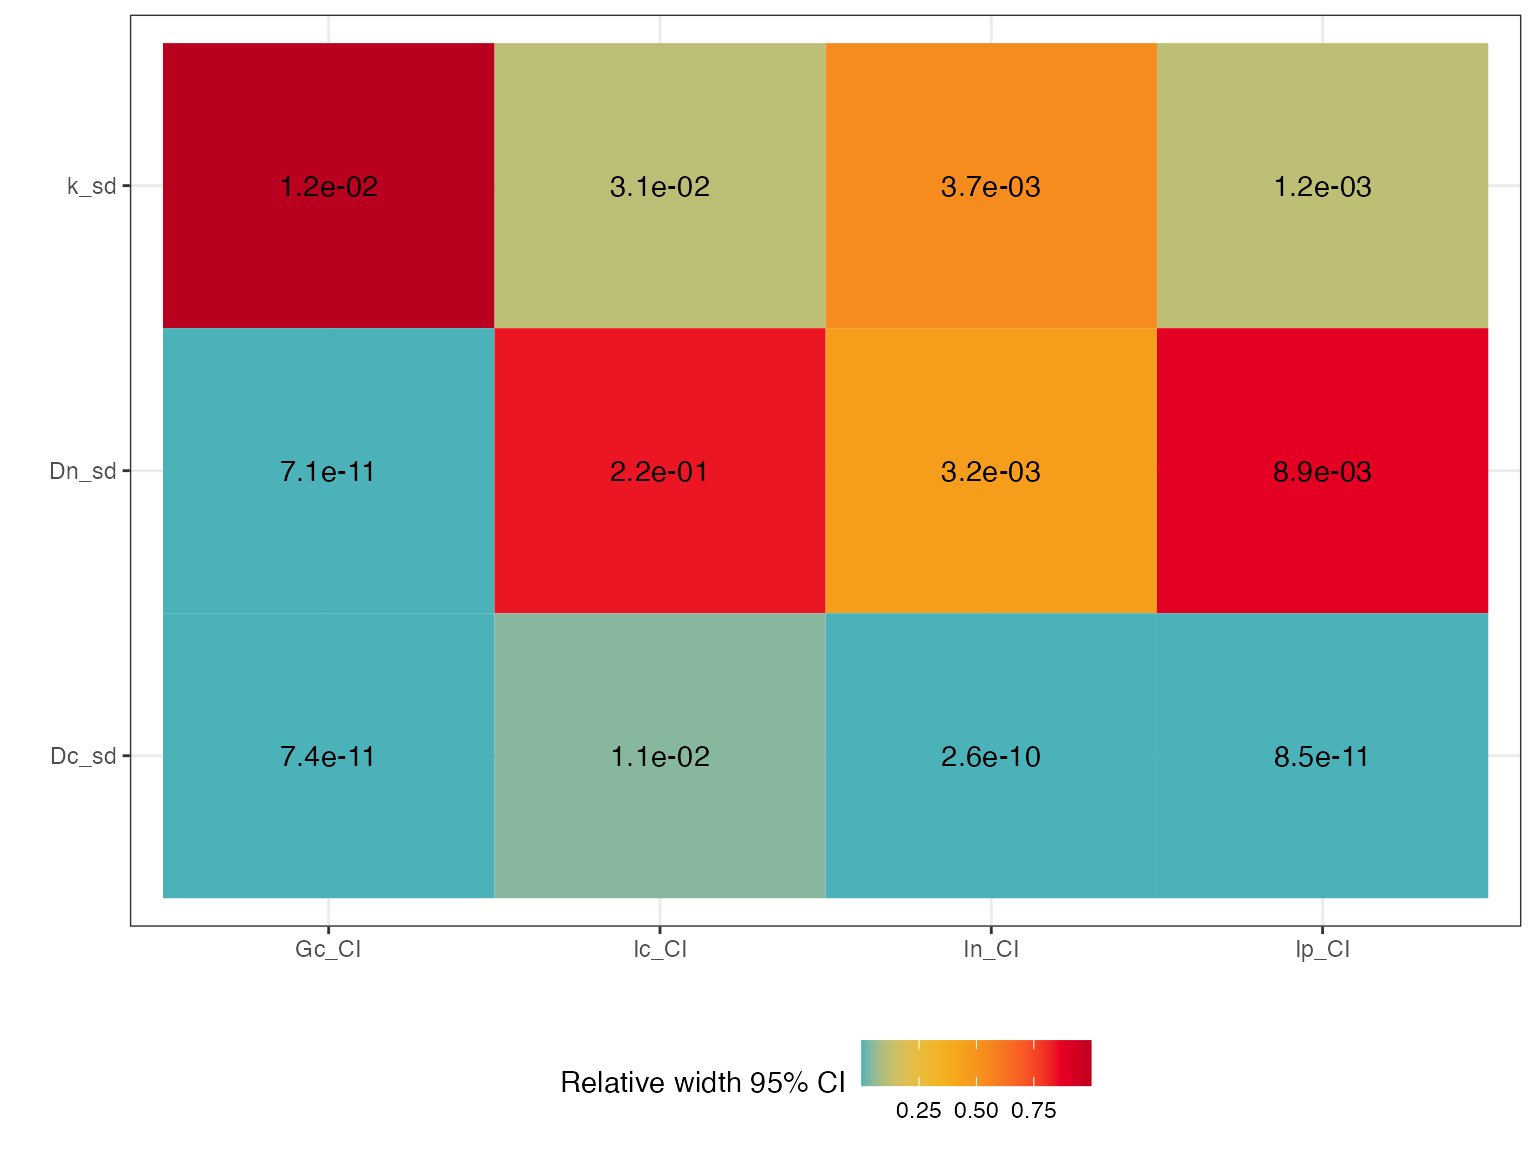 k_sd 1.2e-02 3.1e-02 3.7e-03 1.2e-03
Dn_sd 7.1e-11 2.2e-01 3.2e-03 8.9e-03
Dc_sd 7.4e-11 1.1e-02 2.6e-10 8.5e-11
Gc_CI Ic_CI In_CI Ip_CI
Relative width 95% CI
0.25 0.50 0.75